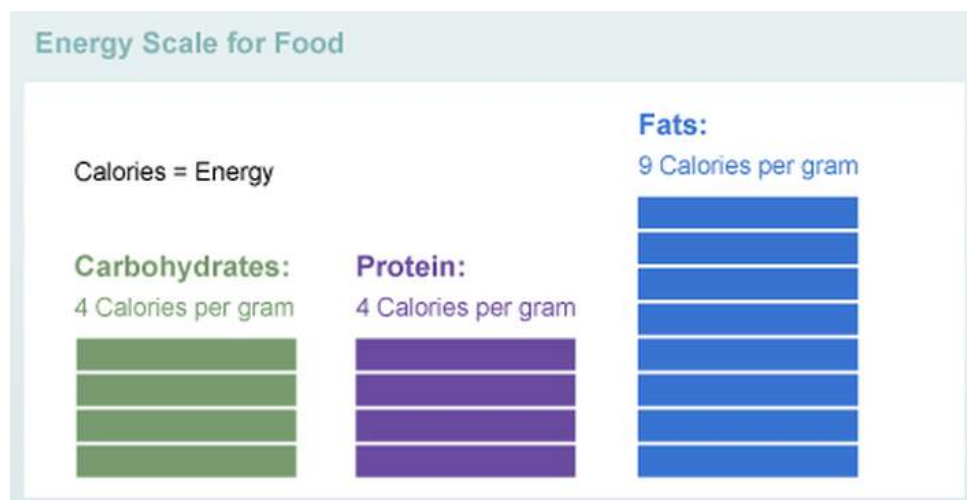 Energy Scale for Food
Calories = Energy
Carbohydrates:
4 Calories per gram
Protein:
4 Calories per gram
Fats:
9 Calories per gram